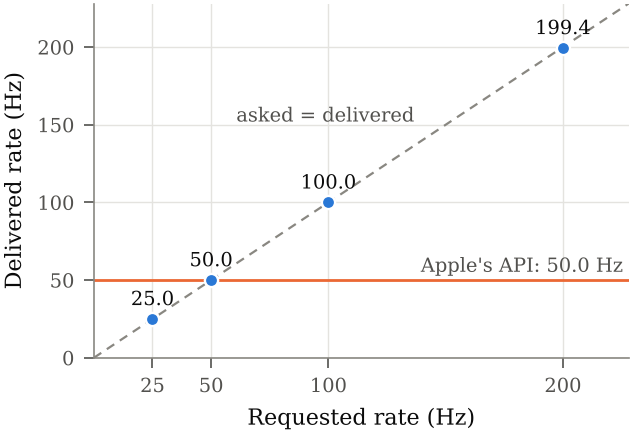 199.4
200
asked = delivered
150
Delivered rate (Hz)
100.0
100
50.0
Apple's API: 50.0 Hz
50
25.0
0
25 50 100 200
Requested rate (Hz)